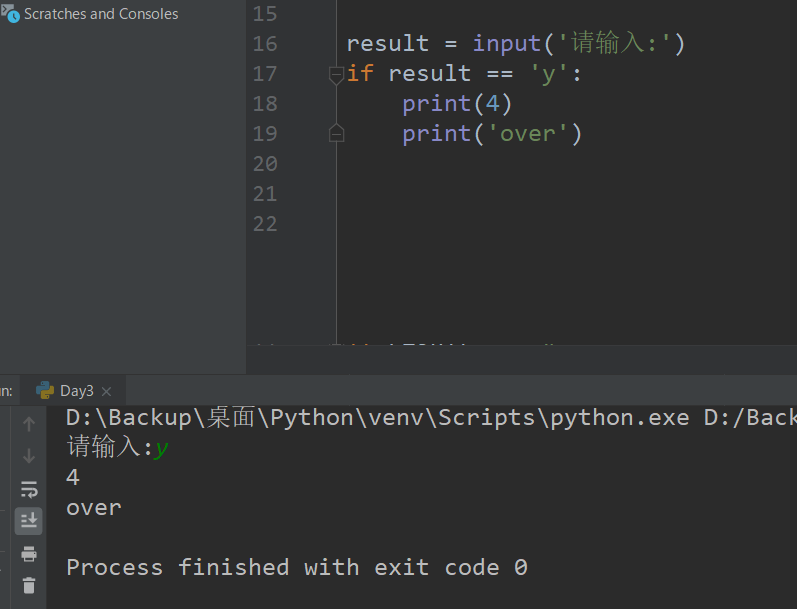 Scratches and Consoles
15
16 result = input('请输入:')
17 if result == 'y':
18 print(4)
19 print('over')
20
21
22
n: Day3
D:\Backup\桌面\Python\venv\Scripts\python.exe D:/Back
请输入:y
4
over
Process finished with exit code 0